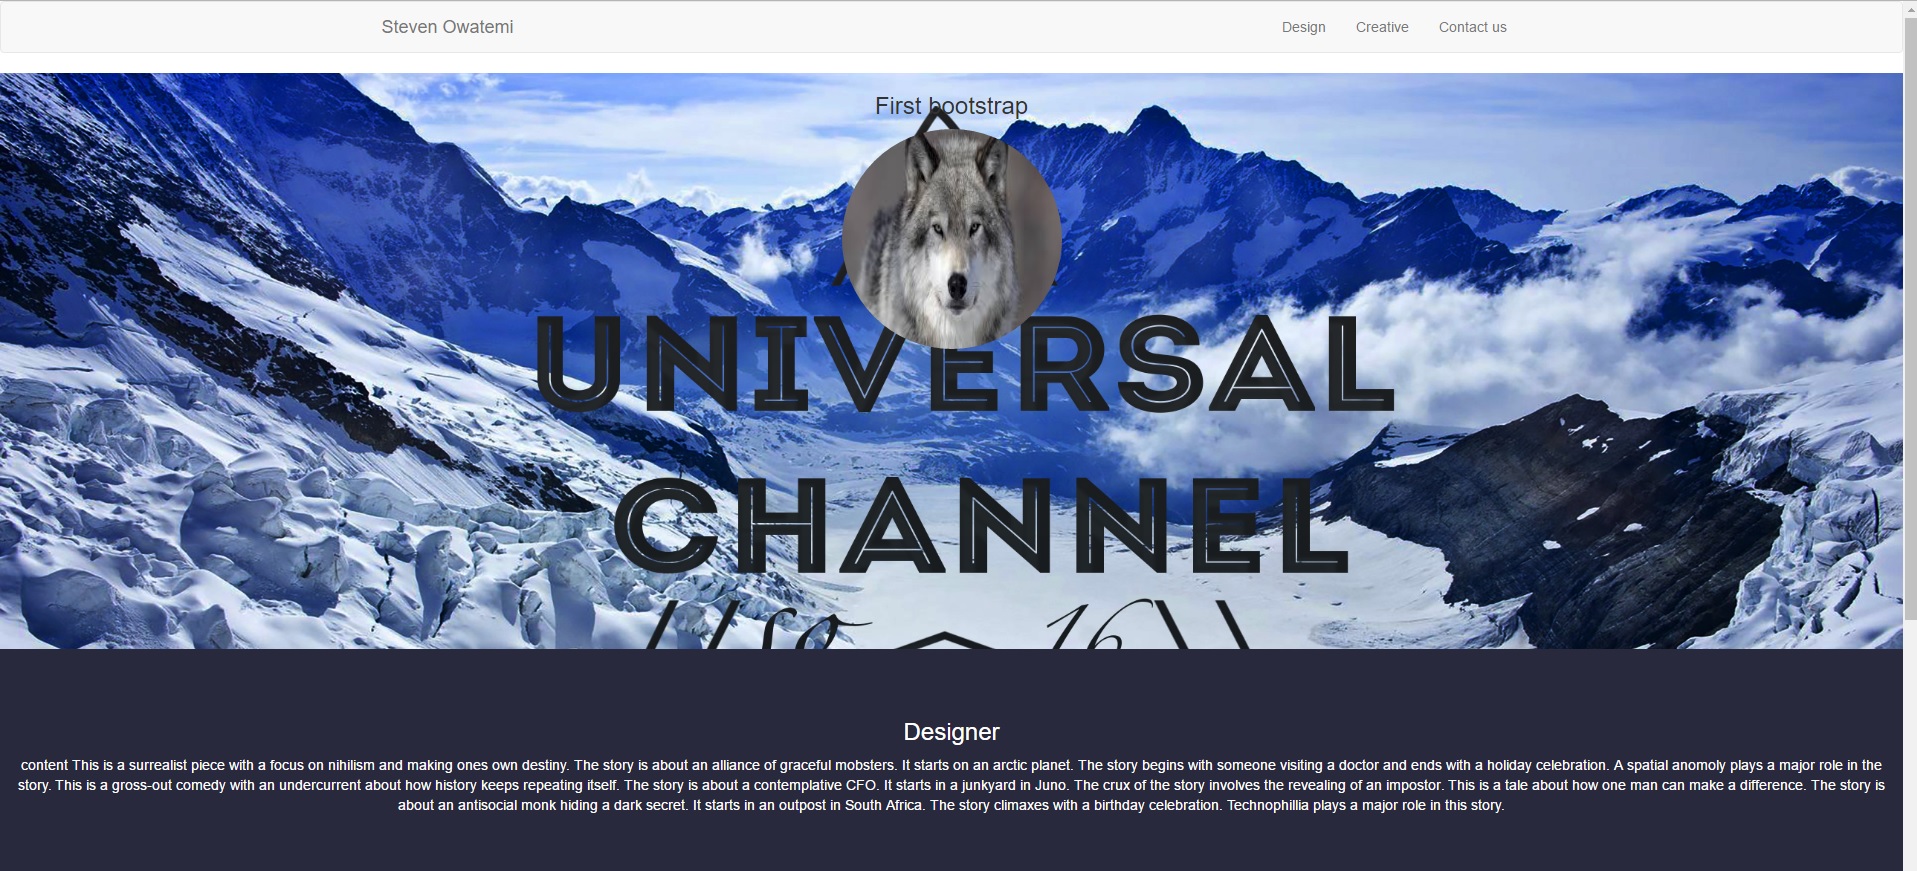 Steven Owatemi
Design Creative Contact us
First bootstrap
UNIVERSAL
CHANNEL
16
Designer
content This is a surrealist piece with a focus on nihilism and making ones own destiny. The story is about an alliance of graceful mobsters. It starts on an arctic planet. The story begins with someone visiting a doctor and ends with a holiday celebration. A spatial anomoly plays a major role in the
story. This is a gross-out comedy with an undercurrent about how history keeps repeating itself. The story is about a contemplative CFO. It starts in a junkyard in Juno. The crux of the story involves the revealing of an impostor. This is a tale about how one man can make a difference. The story is
about an antisocial monk hiding a dark secret. It starts in an outpost in South Africa. The story climaxes with a birthday celebration. Technophillia plays a major role in this story.